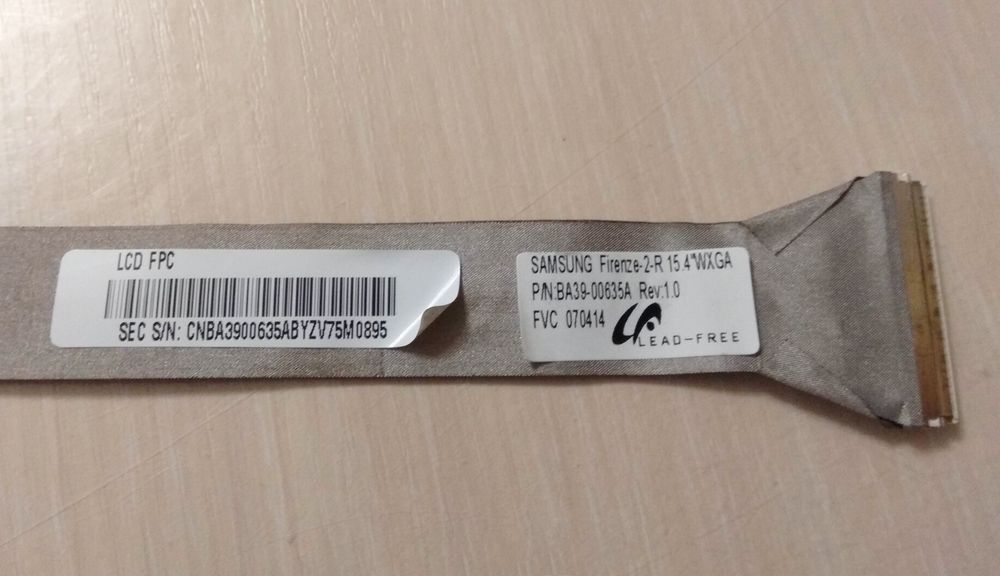 LCD FPC
SEC S/N: CNBA3900635ABYZV75M0895
SAMSUNG Firenze-2-R 15.4"WXGA
P/N:BA39-00635A Rev:1.0
FVC 070414
LEAD-FREE